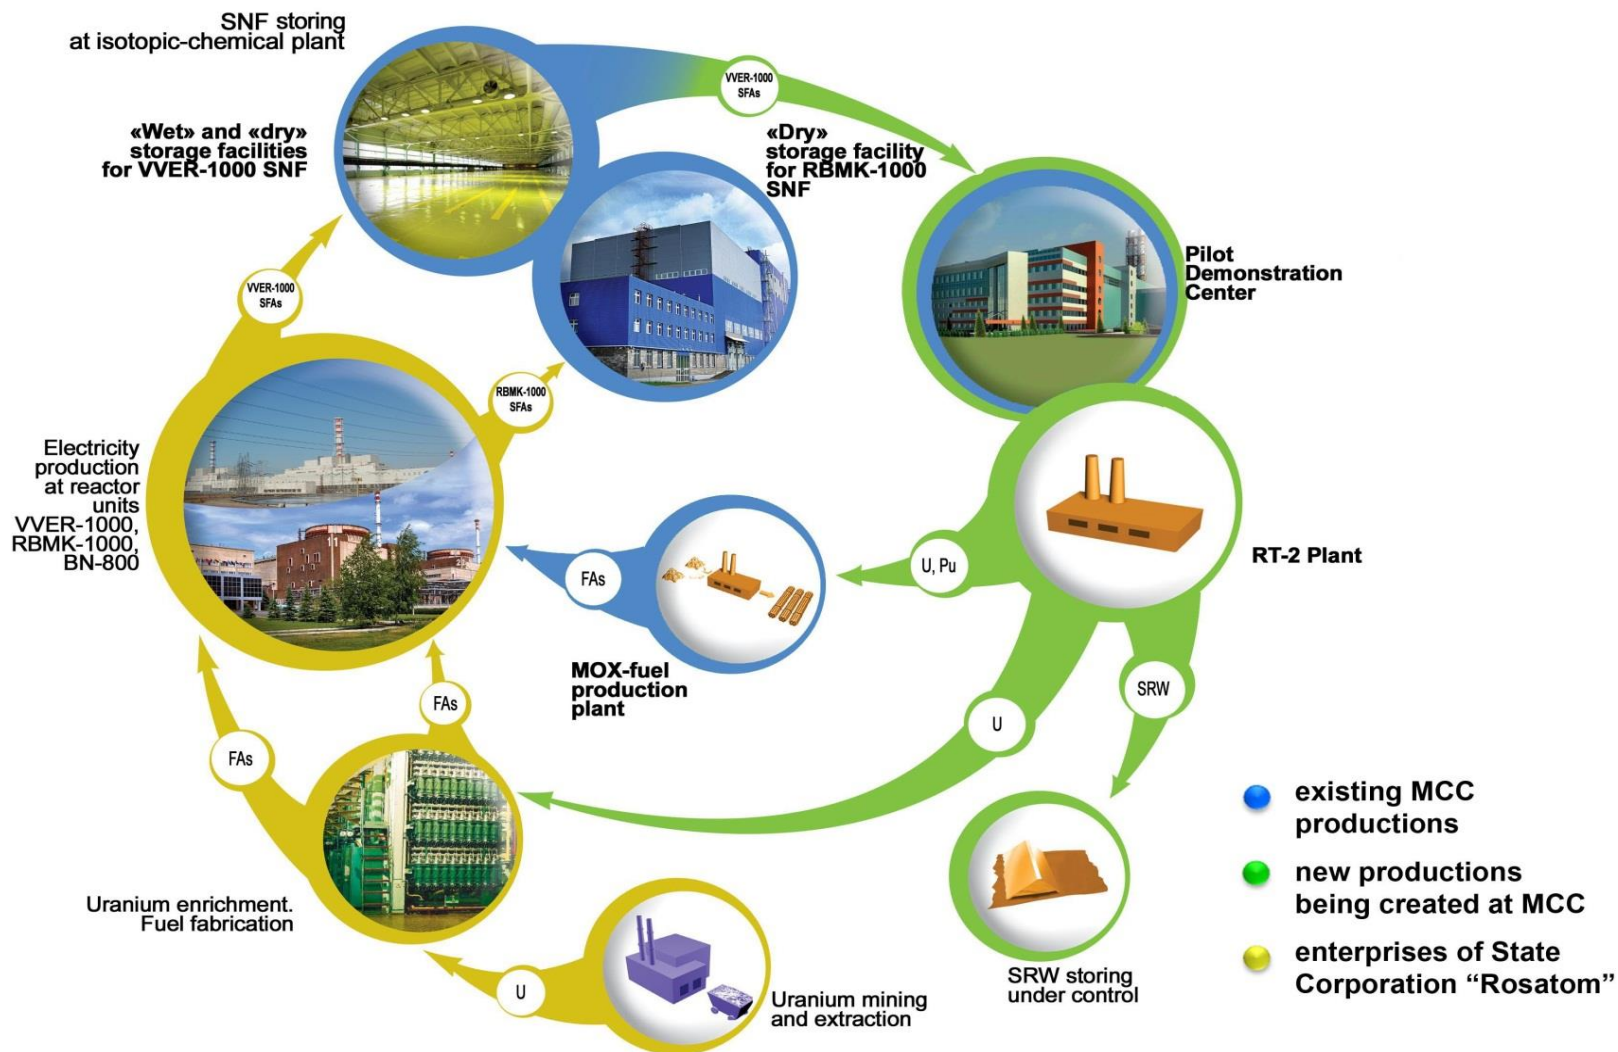 SNF storing
at isotopic-chemical plant
«Wet» and «dry»
storage facilities
for VVER-1000 SNF
VVER-1000
SFAs
«Dry»
storage facility
for RBMK-1000
SNF
Pilot
Demonstration
Center
VVER-1000
SFAs
RBMK-1000
SFAs
Electricity
production
at reactor
units
VVER-1000,
RBMK-1000,
BN-800
FAs
U, Pu
RT-2 Plant
MOX-fuel
production
plant
FAs
FAs
U
SRW
Uranium enrichment.
Fuel fabrication
U
Uranium mining
and extraction
SRW storing
under control
existing MCC
productions
new productions
being created at MCC
enterprises of State
Corporation “Rosatom”